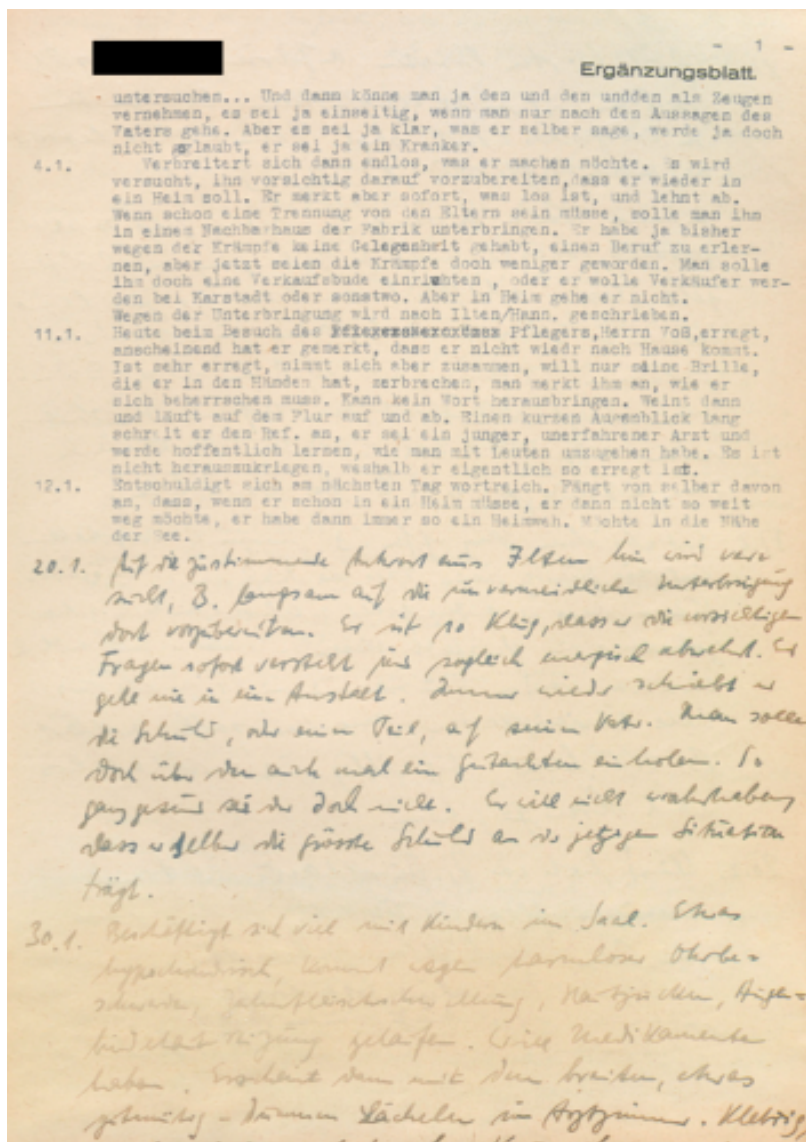 - 1 -
Ergänzungsblatt.
untersuchen... Und dann könne man ja den und den undden als Zeugen
vernehmen, es sei ja einseitig, wenn man nur nach den Aussagen des
Vaters gehe. Aber es sei ja klar, was er selber sage, werde ja doch
nicht gglaubt, er sei ja ein Kranker.
4.1. Verbreitert sich dann endlos, was er machen möchte. Es wird
versucht, ihn vorsichtig darauf vorzubereiten,dass er wieder in
ein Heim soll. Er merkt aber sofort, was los ist, und lehnt ab.
Wenn schon eine Trennung von den Eltern sein müsse, solle man ihn
in einem Nachbarhaus der Fabrik unterbringen. Er habe ja bisher
wegen der Krämpfe keine Gelegenheit gehabt, einen Beruf zu erler-
nen, aber jetzt seien die Krämpfe doch weniger geworden. Man solle
ihm doch eine Verkaufsbude einrichten , oder er wolle Verkäufer wer-
den bei Karstadt oder sonstwo. Aber in Heim gehe er nicht.
Wegen der Unterbringung wird nach Ilten/Hann. geschrieben.
11.1. Heute beim Besuch des Pflegers,Herrn Voß,erregt,
anscheinend hat er gemerkt, dass er nicht wiedr nach Hause kommt.
Ist sehr erregt, nimmt sich aber zusammen, will nur seine Brille,
die er in den Händen hat, zerbrechen, man merkt ihm an, wie er
sich beherrschen muss. Kann kein Wort herausbringen. Weint dann
und läuft auf dem Flur auf und ab. Einen kurzen Augenblick lang
schreit er den Ref. an, er sei ein junger, unerfahrener Arzt und
werde hoffentlich lernen, wie man mit Leuten umzugehen habe. Es ist
nicht herauszukriegen, weshalb er eigentlich so erregt ist.
12.1. Entschuldigt sich am nächsten Tag wortreich. Fängt von selber davon
an, dass, wenn er schon in ein Heim müsse, er dann nicht so weit
weg möchte, er habe dann immer so ein Heimweh. Möchte in die Nähe
der See.
20.1. Auf die zustimmende Antwort aus Ilten hin wird ver-
sucht, B. langsam auf die unvermeidliche Unterbringung
dort vorzubereiten. Er ist so klug, dass er die vorsichtigen
Fragen sofort versteht und sogleich energisch abwehrt. Er
gehe nie in eine Anstalt. Immer wieder schiebt er
die Schuld, oder einen Teil, auf seinen Vater. Man solle
doch über den auch mal ein Gutachten einholen. So
ganz gesund sei der doch nicht. Er will nicht wahrhaben,
dass er selber die grösste Schuld an der jetzigen Situation
trägt.
30.1. Beschäftigt sich viel mit Kindern im Saal. Etwas
hypochondrisch, kommt wegen harmloser Ohrbe-
schwerden, Zahnfleischschwellung, Hautjucken, Augen-
bindehautreizung gelaufen. Will Medikamente
haben. Erscheint dann mit dem breiten, etwas
gutmütig-dummen Lächeln im Arztzimmer. Klebrig,